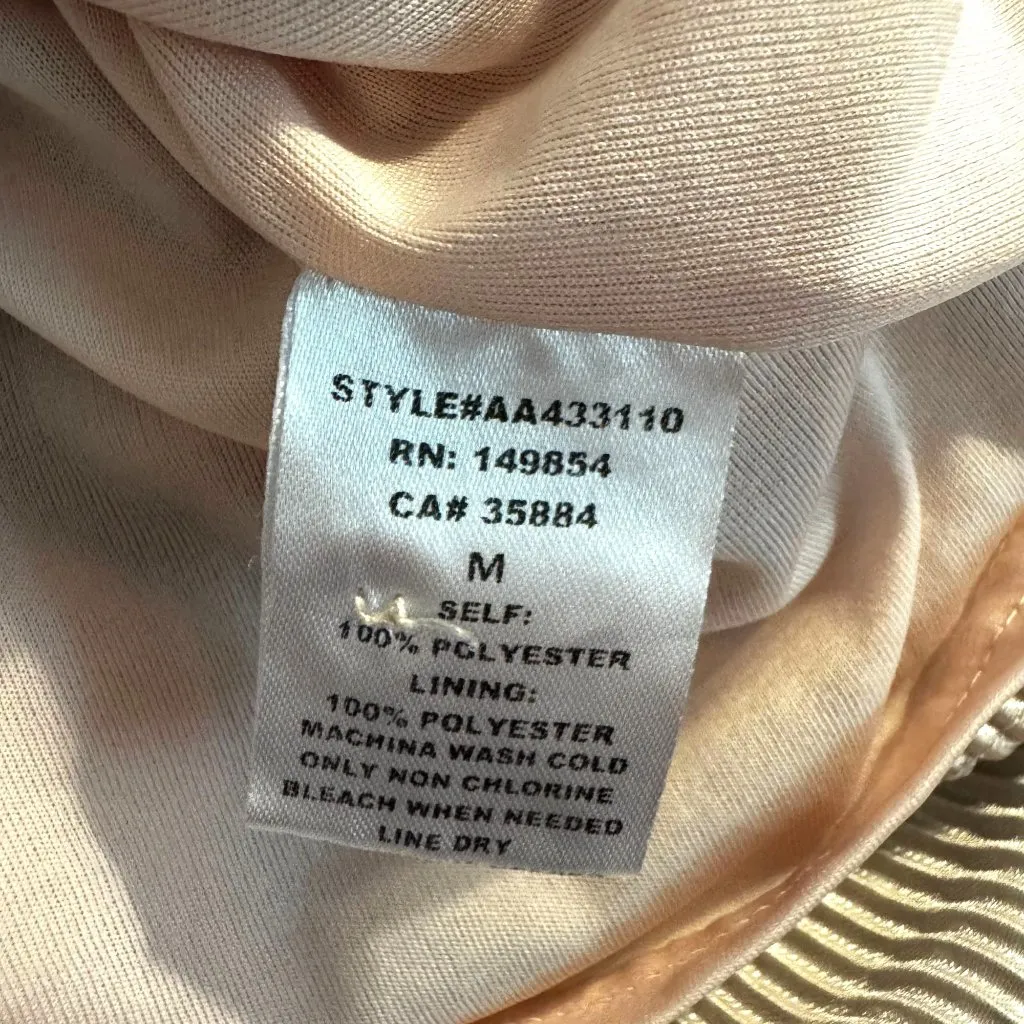 STYLE#AA433110
RN: 149854
CA# 35884
M
SELF:
100% POLYESTER
LINING:
100% POLYESTER
MACHINA WASH COLD
ONLY NON CHLORINE
BLEACH WHEN NEEDED
LINE DRY